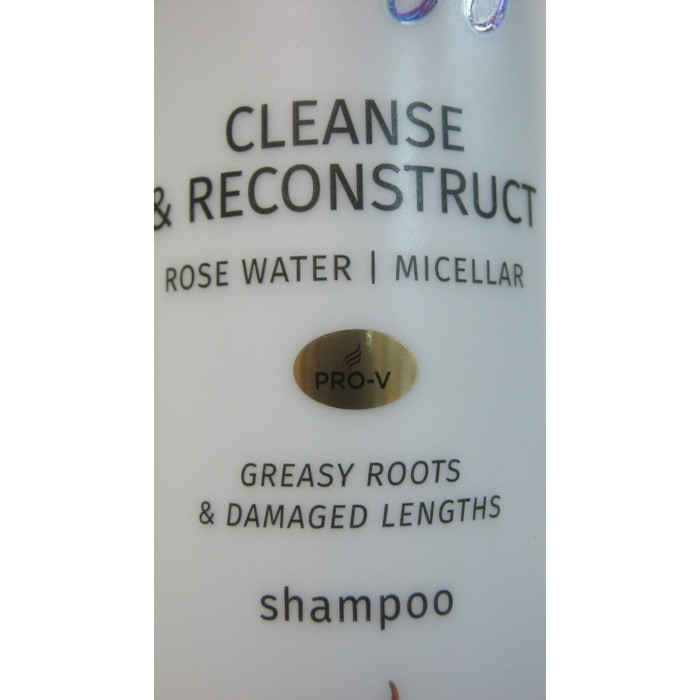 CLEANSE
& RECONSTRUCT
ROSE WATER | MICELLAR
PRO-V
GREASY ROOTS
& DAMAGED LENGTHS
shampoo